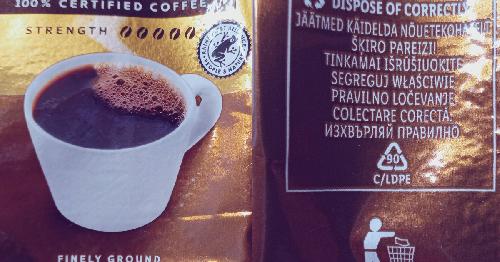 100% CERTIFIED COFFEE
STRENGTH
FINELY GROUND
DISPOSE OF CORRECTLY
JÄÄTMED KÄIDELDA NÕUETEKOHASELT
ŠĶIRO PAREIZI!
TINKAMAI IŠRŪŠIUOKITE
SEGREGUJ WŁAŚCIWIE
PRAVILNO LOČEVANJE
COLECTARE CORECTĂ.
ИЗХВЪРЛЯЙ ПРАВИЛНО
90
C/LDPE